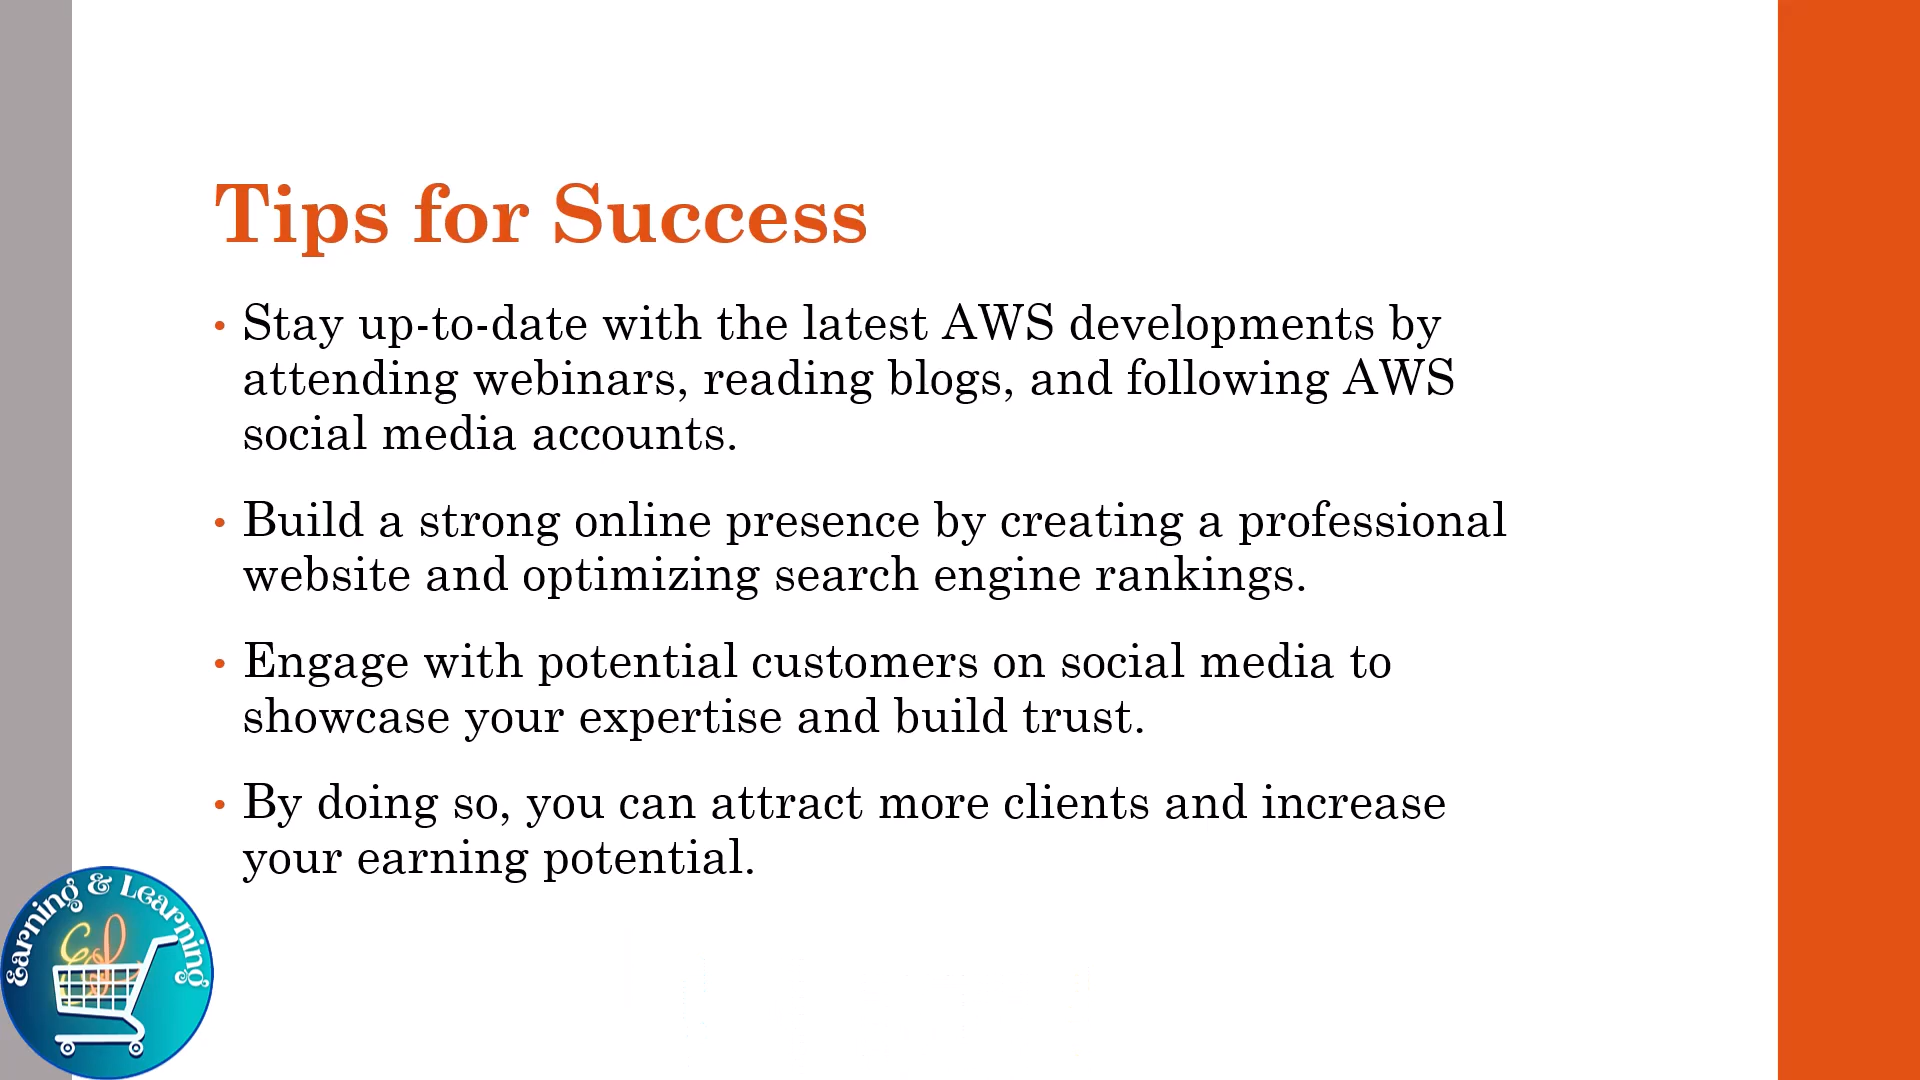 Tips for Success
• Stay up-to-date with the latest AWS developments by
attending webinars, reading blogs, and following AWS
social media accounts.
• Build a strong online presence by creating a professional
website and optimizing search engine rankings.
• Engage with potential customers on social media to
showcase your expertise and build trust.
• By doing so, you can attract more clients and increase
your earning potential.
Earning & Learning